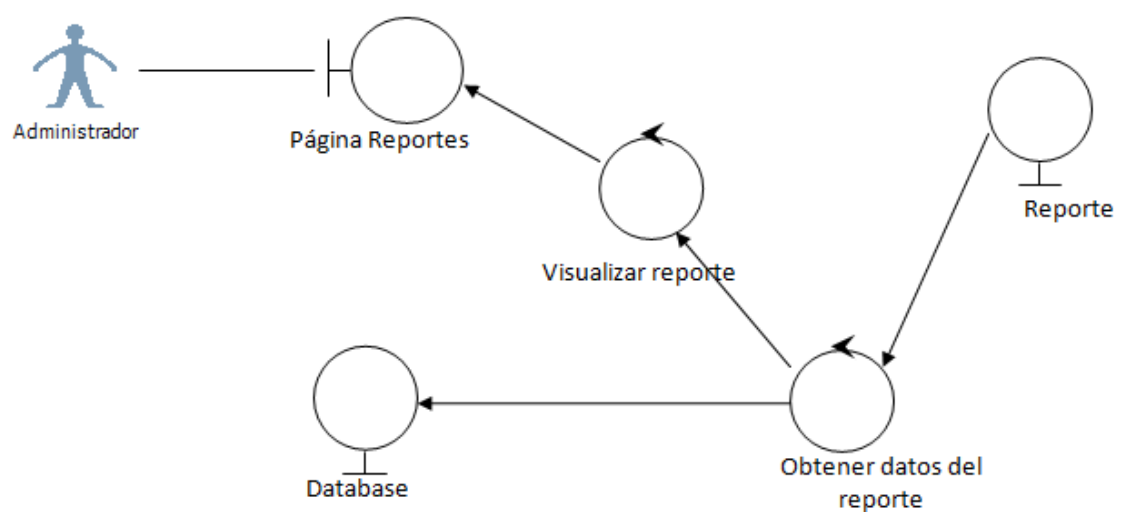 Administrador
Página Reportes
Reporte
Visualizar reporte
Obtener datos del
reporte
Database